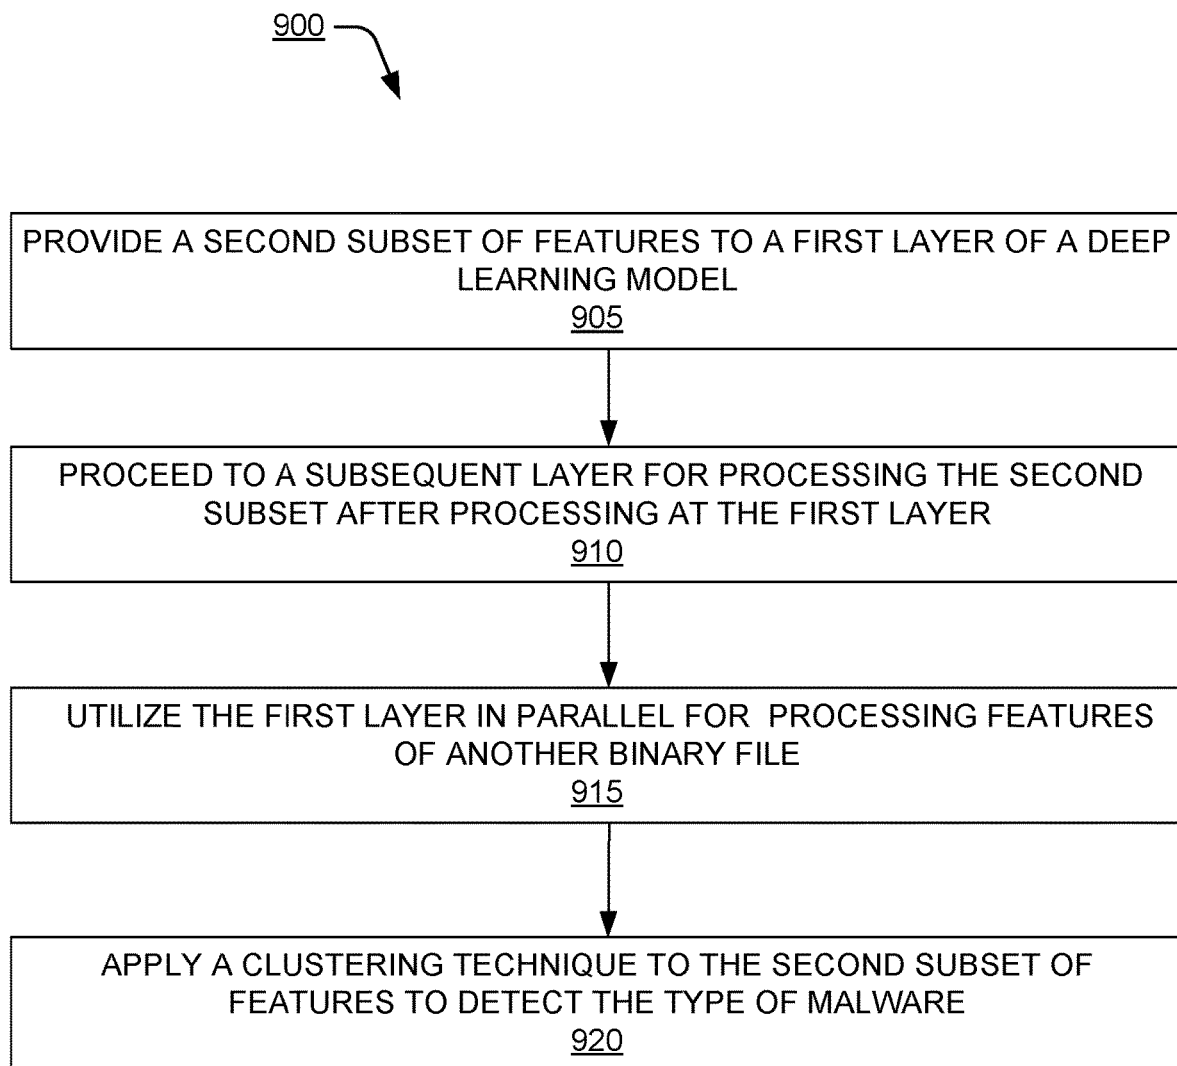 900
PROVIDE A SECOND SUBSET OF FEATURES TO A FIRST LAYER OF A DEEP
LEARNING MODEL
905
PROCEED TO A SUBSEQUENT LAYER FOR PROCESSING THE SECOND
SUBSET AFTER PROCESSING AT THE FIRST LAYER
910
UTILIZE THE FIRST LAYER IN PARALLEL FOR  PROCESSING FEATURES
OF ANOTHER BINARY FILE
915
APPLY A CLUSTERING TECHNIQUE TO THE SECOND SUBSET OF
FEATURES TO DETECT THE TYPE OF MALWARE
920